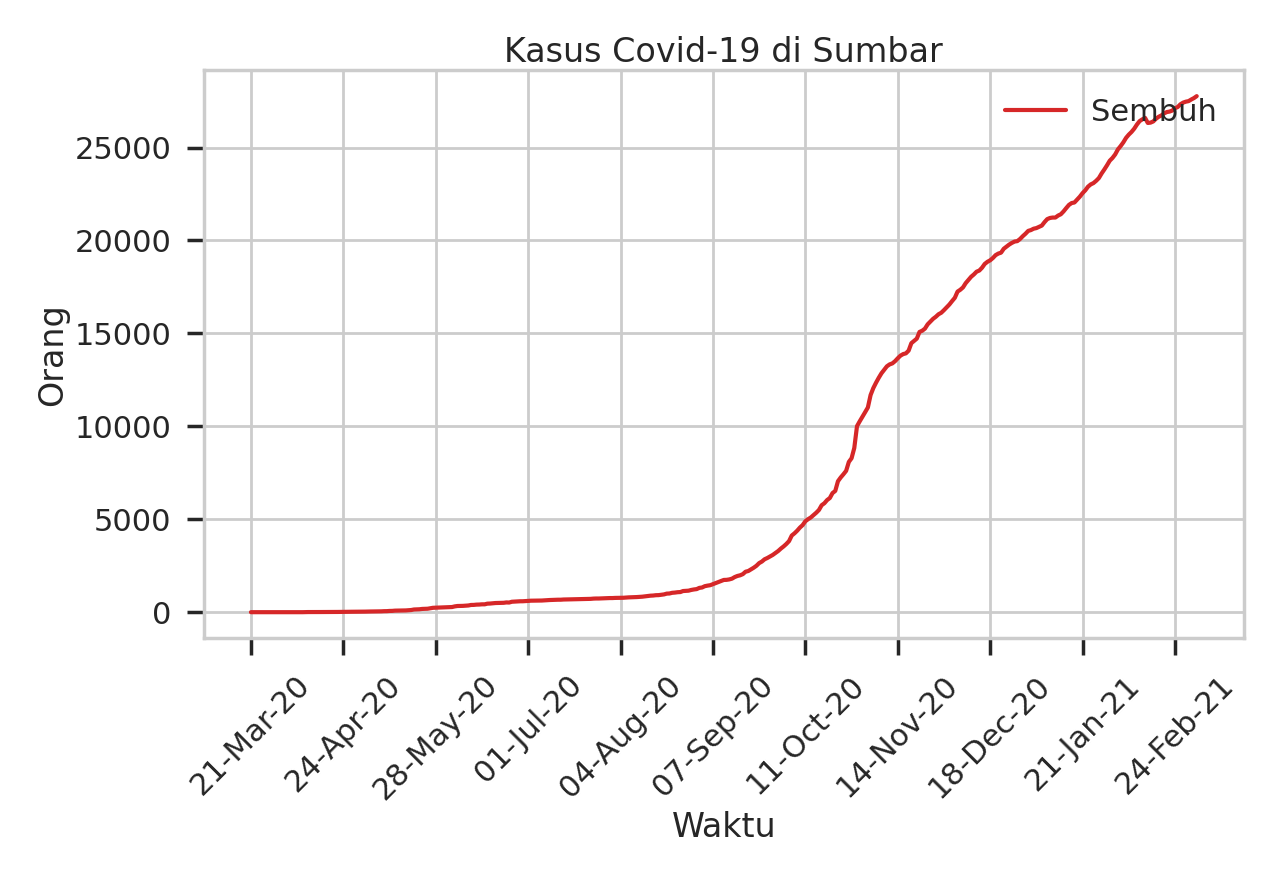 Kasus Covid-19 di Sumbar
Sembuh
Orang
25000
20000
15000
10000
5000
0
21-Mar-20
24-Apr-20
28-May-20
01-Jul-20
04-Aug-20
07-Sep-20
11-Oct-20
14-Nov-20
18-Dec-20
21-Jan-21
24-Feb-21
Waktu